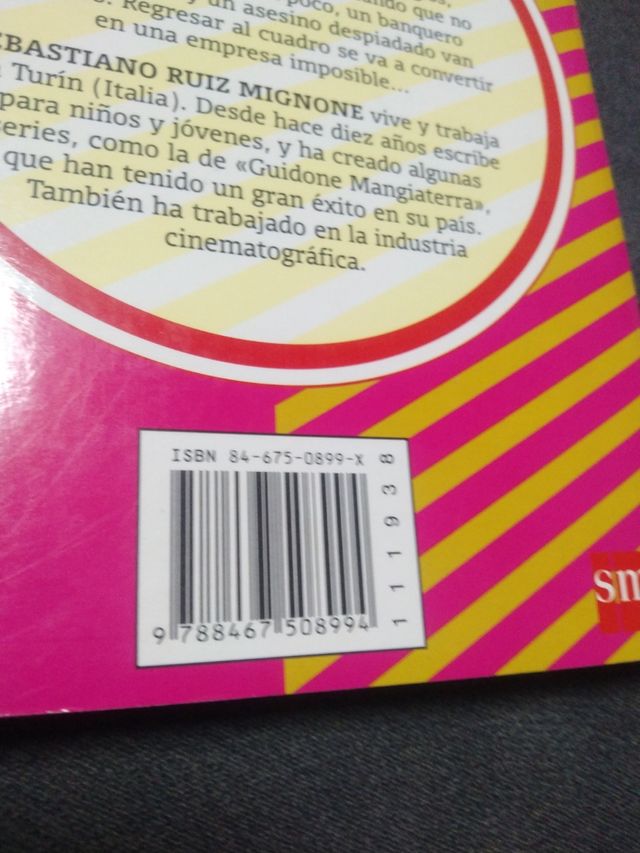 que no
poco, un banquero
un asesino despiadado van
Regresar al cuadro se va a convertir
en una empresa imposible...
EBASTIANO RUIZ MIGNONE vive y trabaja
Turín (Italia). Desde hace diez años escribe
para niños y jóvenes, y ha creado algunas
series, como la de «Guidone Mangiaterra»,
que han tenido un gran éxito en su país.
También ha trabajado en la industria
cinematográfica.
ISBN 84-675-0899-X
9 788467 508994
111938
sm